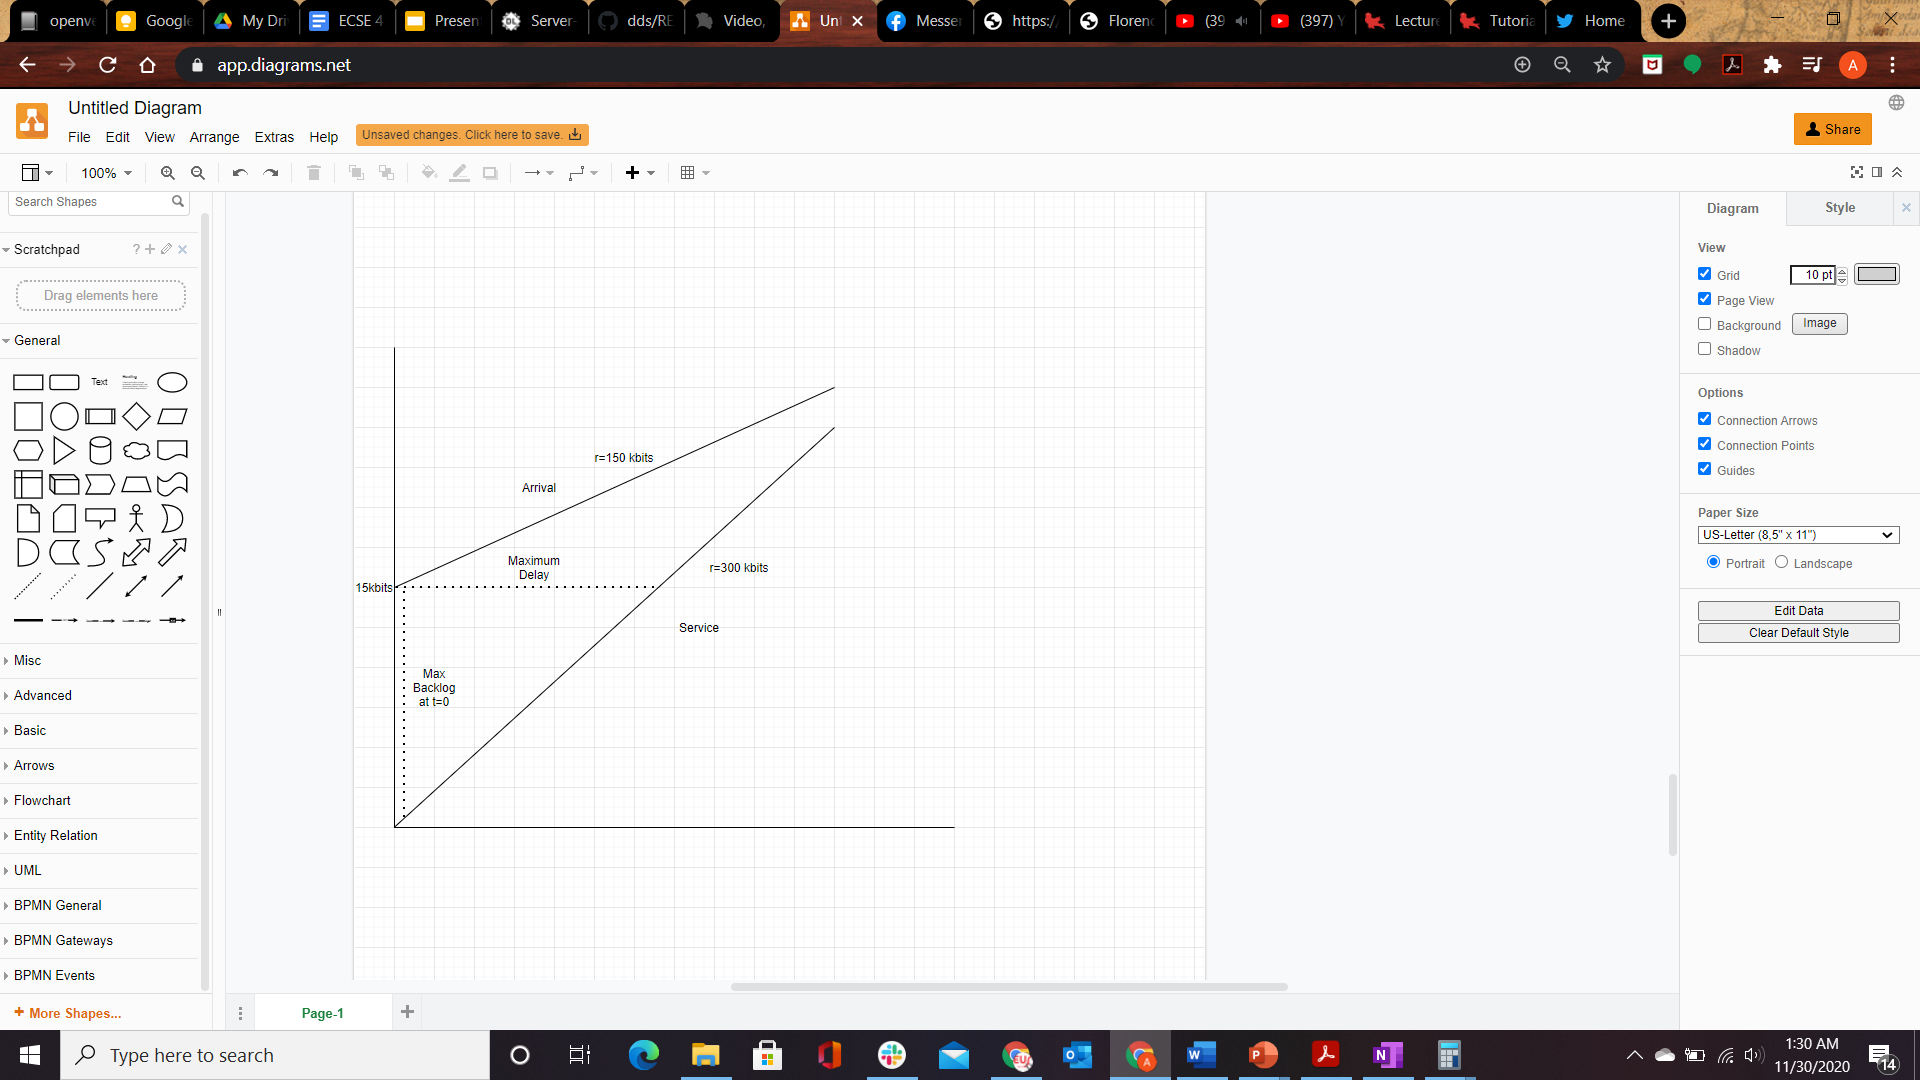 openve
Google
My Dri
ECSE 4
Presen
Server-
dds/RE
Video,
Unt
Messe
https:/
Floren
(39
(397) Y
Lectur
Tutoria
Home
app.diagrams.net
A
Untitled Diagram
File Edit View Arrange Extras Help
Unsaved changes. Click here to save.
Share
100%
Search Shapes
Scratchpad
?
Drag elements here
General
Text
Heading
Misc
Advanced
Basic
Arrows
Flowchart
Entity Relation
UML
BPMN General
BPMN Gateways
BPMN Events
+ More Shapes...
r=150 kbits
Arrival
Maximum
Delay
r=300 kbits
15kbits
Service
Max
Backlog
at t=0
Page-1
Diagram
Style
View
Grid
10 pt
Page View
Background
Image
Shadow
Options
Connection Arrows
Connection Points
Guides
Paper Size
US-Letter (8,5" x 11")
Portrait
Landscape
Edit Data
Clear Default Style
Type here to search
1:30 AM
11/30/2020
14